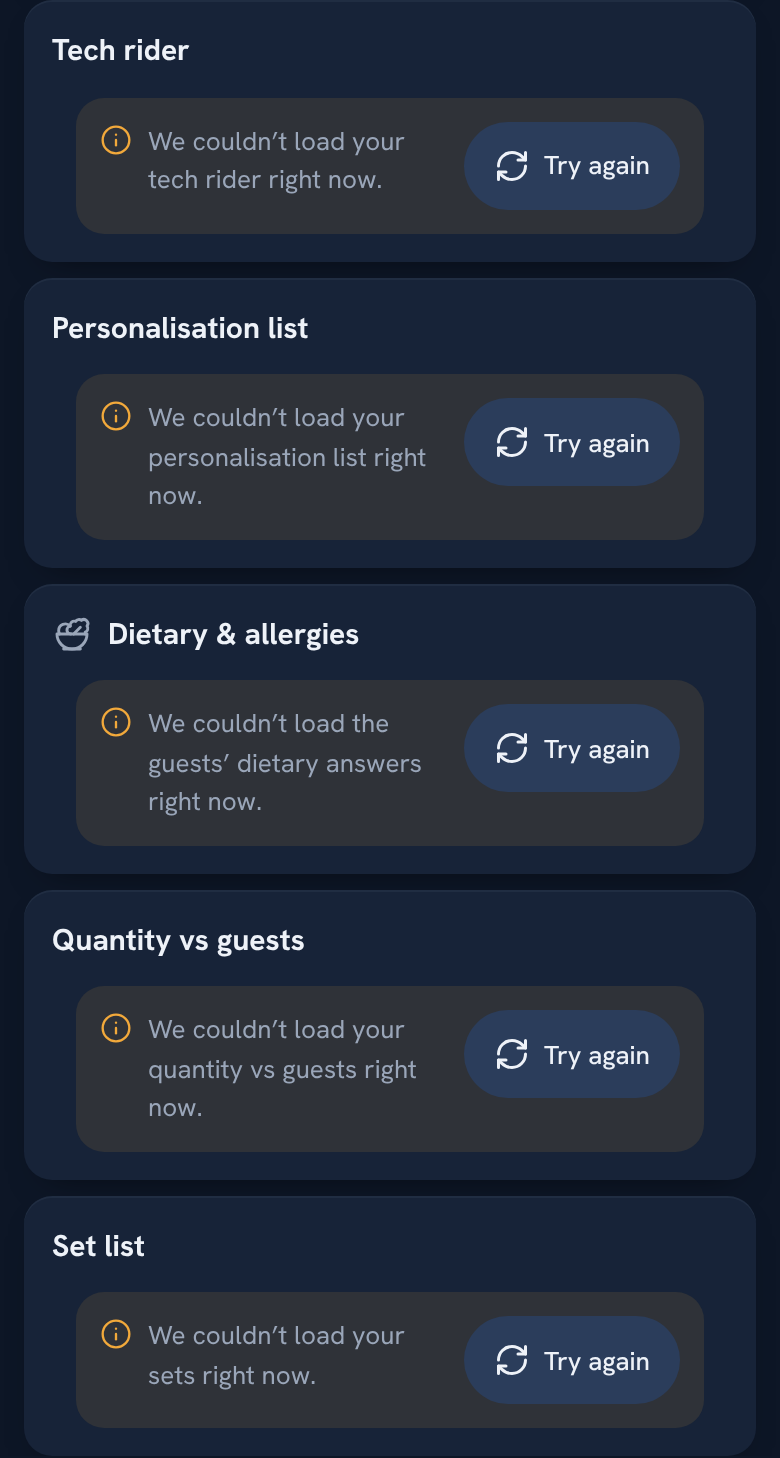 Tech rider
We couldn’t load your
tech rider right now.
Try again
Personalisation list
We couldn’t load your
personalisation list right
now.
Try again
Dietary & allergies
We couldn’t load the
guests’ dietary answers
right now.
Try again
Quantity vs guests
We couldn’t load your
quantity vs guests right
now.
Try again
Set list
We couldn’t load your
sets right now.
Try again